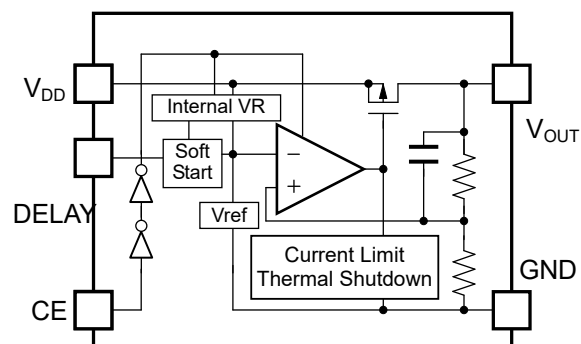 V_DD
Internal VR
V_OUT
Soft
Start
−
+
DELAY
Vref
Current Limit
Thermal Shutdown
GND
CE